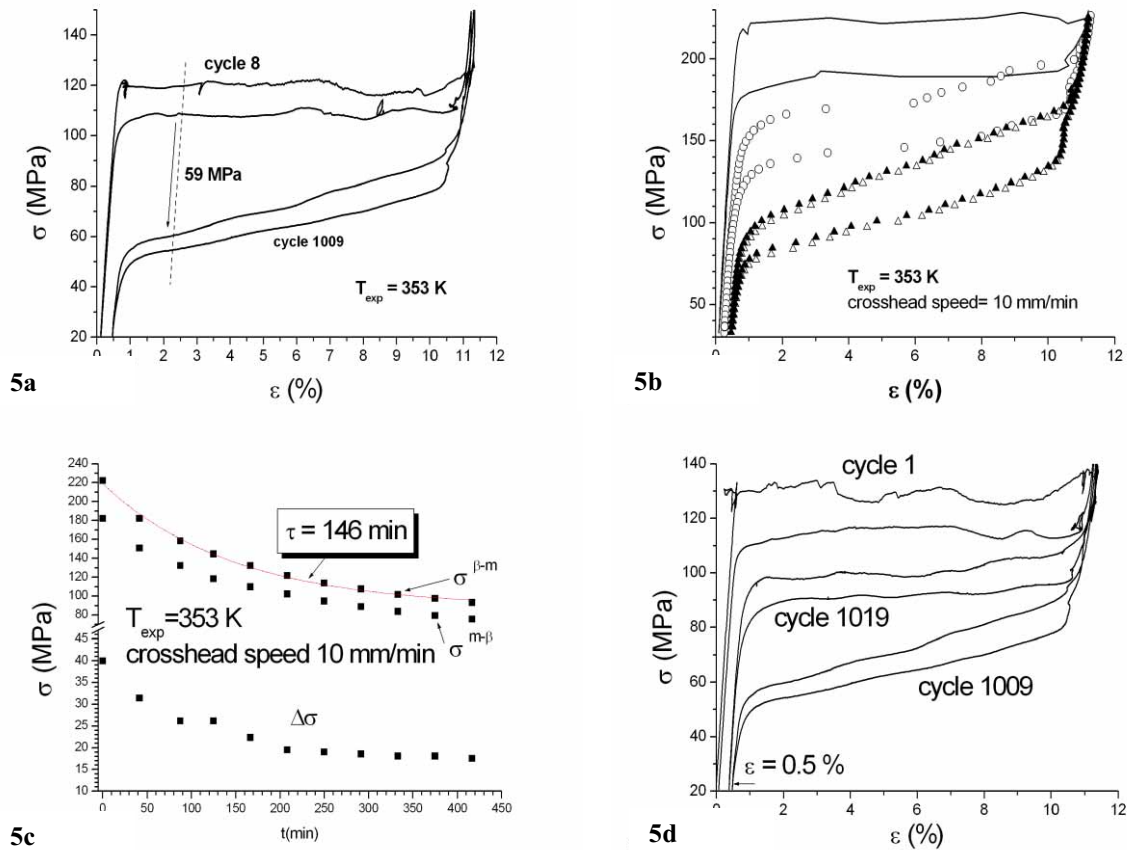 140
120
100
80
60
40
20
0 1 2 3 4 5 6 7 8 9 10 11 12
σ (MPa)
ε (%)
cycle 8
59 MPa
cycle 1009
T exp = 353 K
5a
200
150
100
50
0 2 4 6 8 10 12
σ (MPa)
ε (%)
T exp = 353 K
crosshead speed= 10 mm/min
5b
240
220
200
180
160
140
120
100
80
40
35
30
25
20
15
10
0 50 100 150 200 250 300 350 400 450
σ (MPa)
t(min)
τ = 146 min
σ β-m
T exp =353 K
crosshead speed 10 mm/min
σ m-β
Δσ
5c
140
120
100
80
60
40
20
0 2 4 6 8 10 12
σ (MPa)
ε (%)
cycle 1
cycle 1019
cycle 1009
ε = 0.5 %
5d